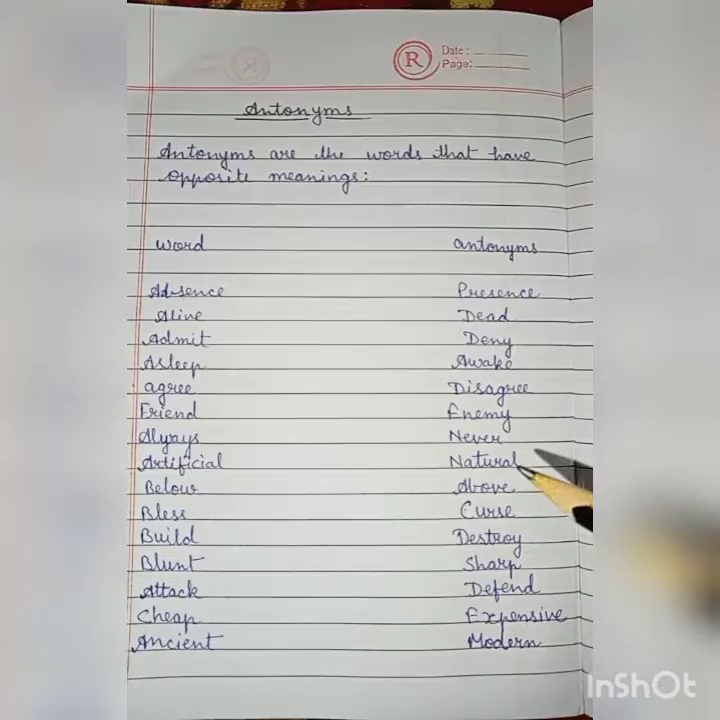 R Date:
Page:
Antonyms
Antonyms are the words that have
opposite meanings:
word antonyms
Absence Presence
Alive Dead
Admit Deny
Asleep Awake
agree Disagree
Friend Enemy
Always Never
Artificial Natural
Below Above
Bless Curse
Build Destroy
Blunt Sharp
Attack Defend
Cheap Expensive
Ancient Modern
InShOt